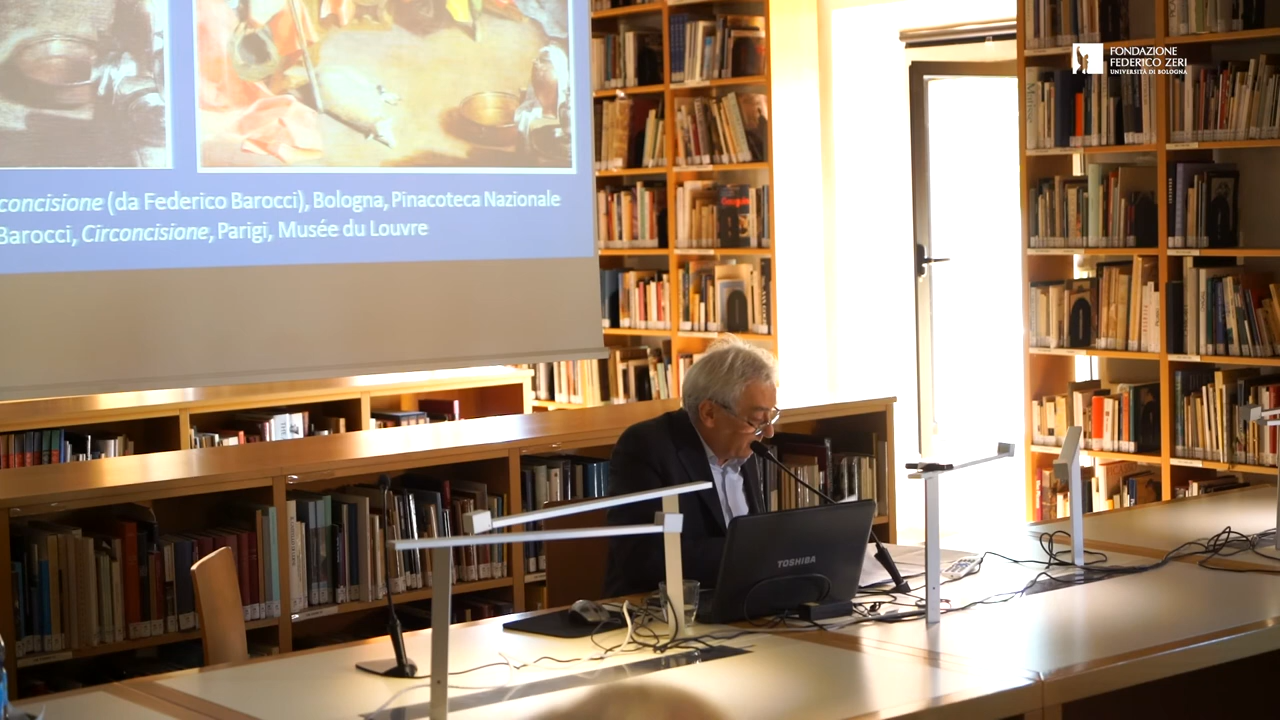 FONDAZIONE
FEDERICO ZERI
UNIVERSITÀ DI BOLOGNA
concisione (da Federico Barocci), Bologna, Pinacoteca Nazionale
Barocci, Circoncisione, Parigi, Musée du Louvre
TOSHIBA